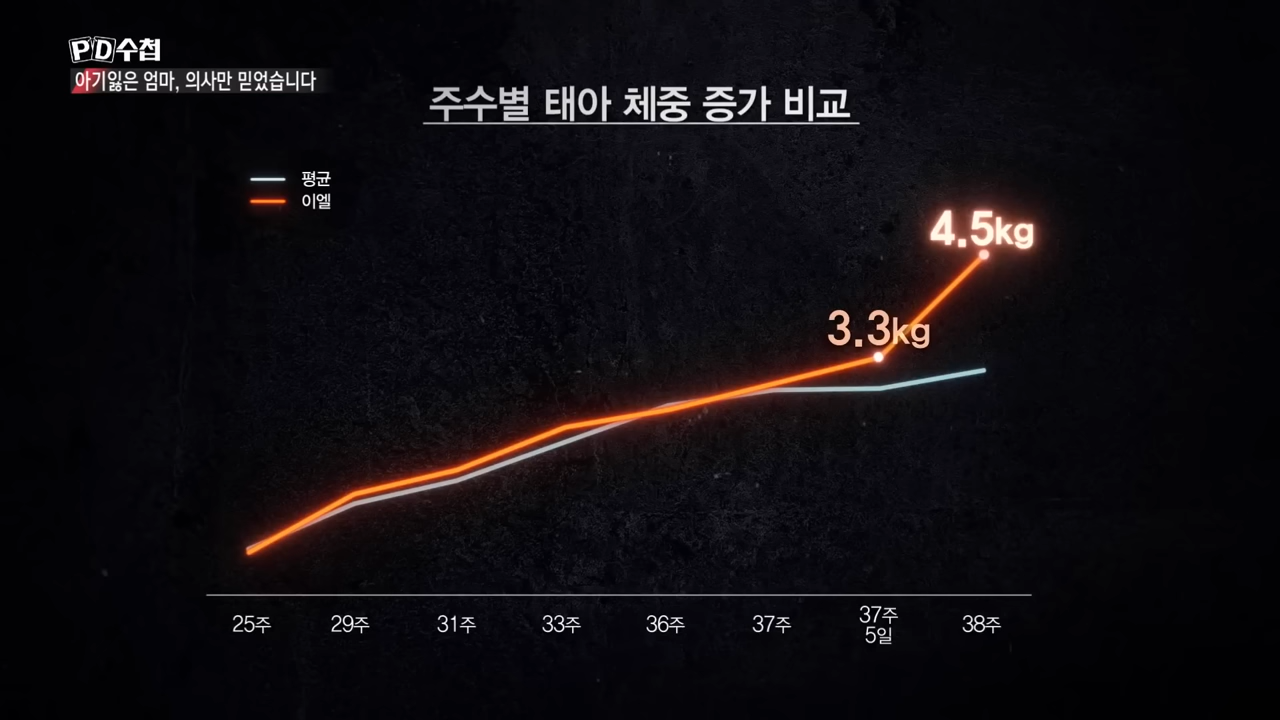 PD수첩
아기잃은 엄마, 의사만 믿었습니다
주수별 태아 체중 증가 비교
평균
이엘
4.5kg
3.3kg
25주 29주 31주 33주 36주 37주 37주 5일 38주